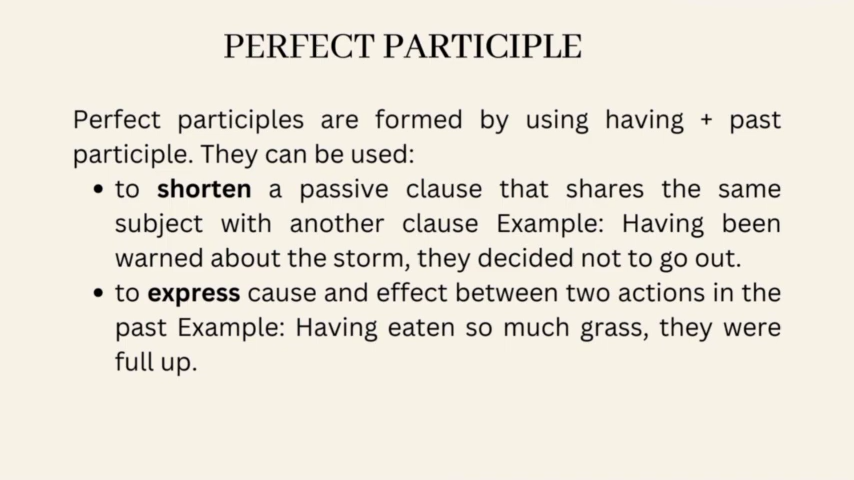 PERFECT PARTICIPLE
Perfect participles are formed by using having + past
participle. They can be used:
• to shorten a passive clause that shares the same
subject with another clause Example: Having been
warned about the storm, they decided not to go out.
• to express cause and effect between two actions in the
past Example: Having eaten so much grass, they were
full up.